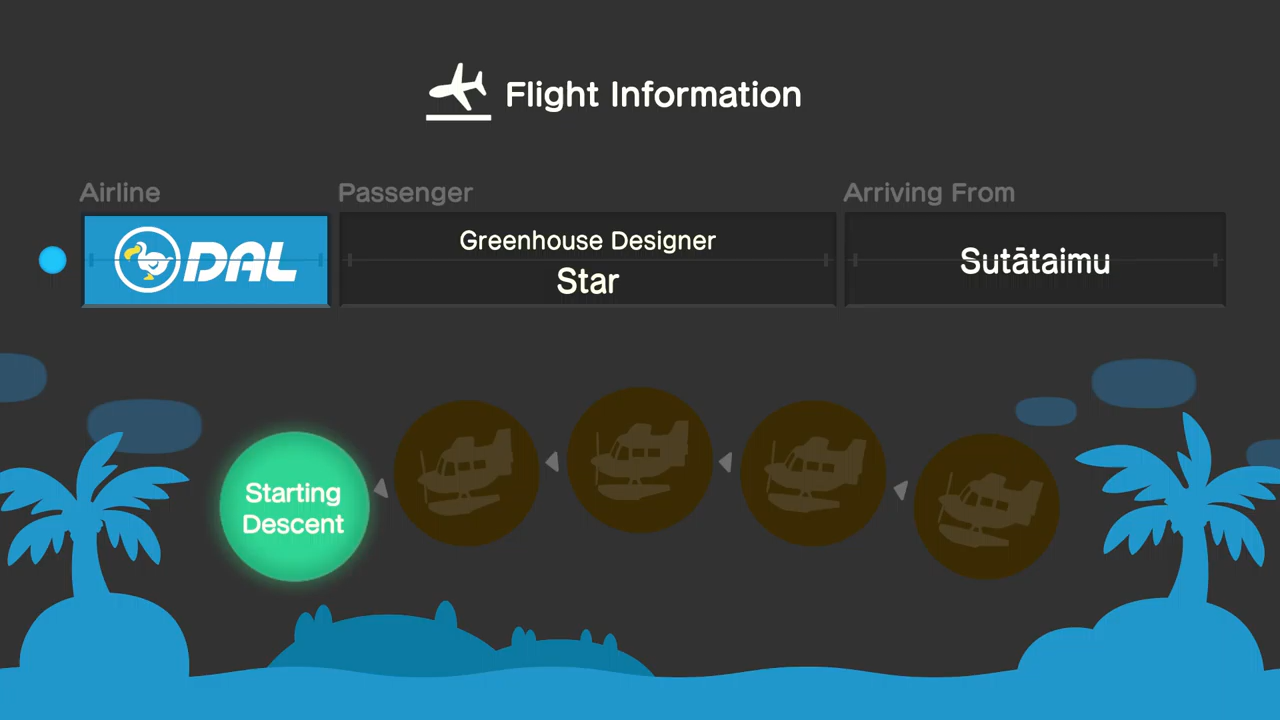 Flight Information
Airline
Passenger
Arriving From
DAL
Greenhouse Designer
Star
Sutātaimu
Starting
Descent